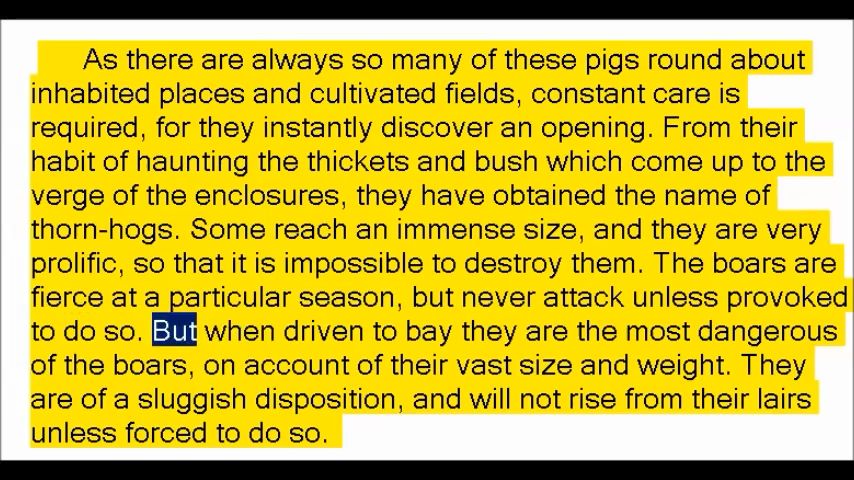 As there are always so many of these pigs round about
inhabited places and cultivated fields, constant care is
required, for they instantly discover an opening. From their
habit of haunting the thickets and bush which come up to the
verge of the enclosures, they have obtained the name of
thorn-hogs. Some reach an immense size, and they are very
prolific, so that it is impossible to destroy them. The boars are
fierce at a particular season, but never attack unless provoked
to do so. But when driven to bay they are the most dangerous
of the boars, on account of their vast size and weight. They
are of a sluggish disposition, and will not rise from their lairs
unless forced to do so.